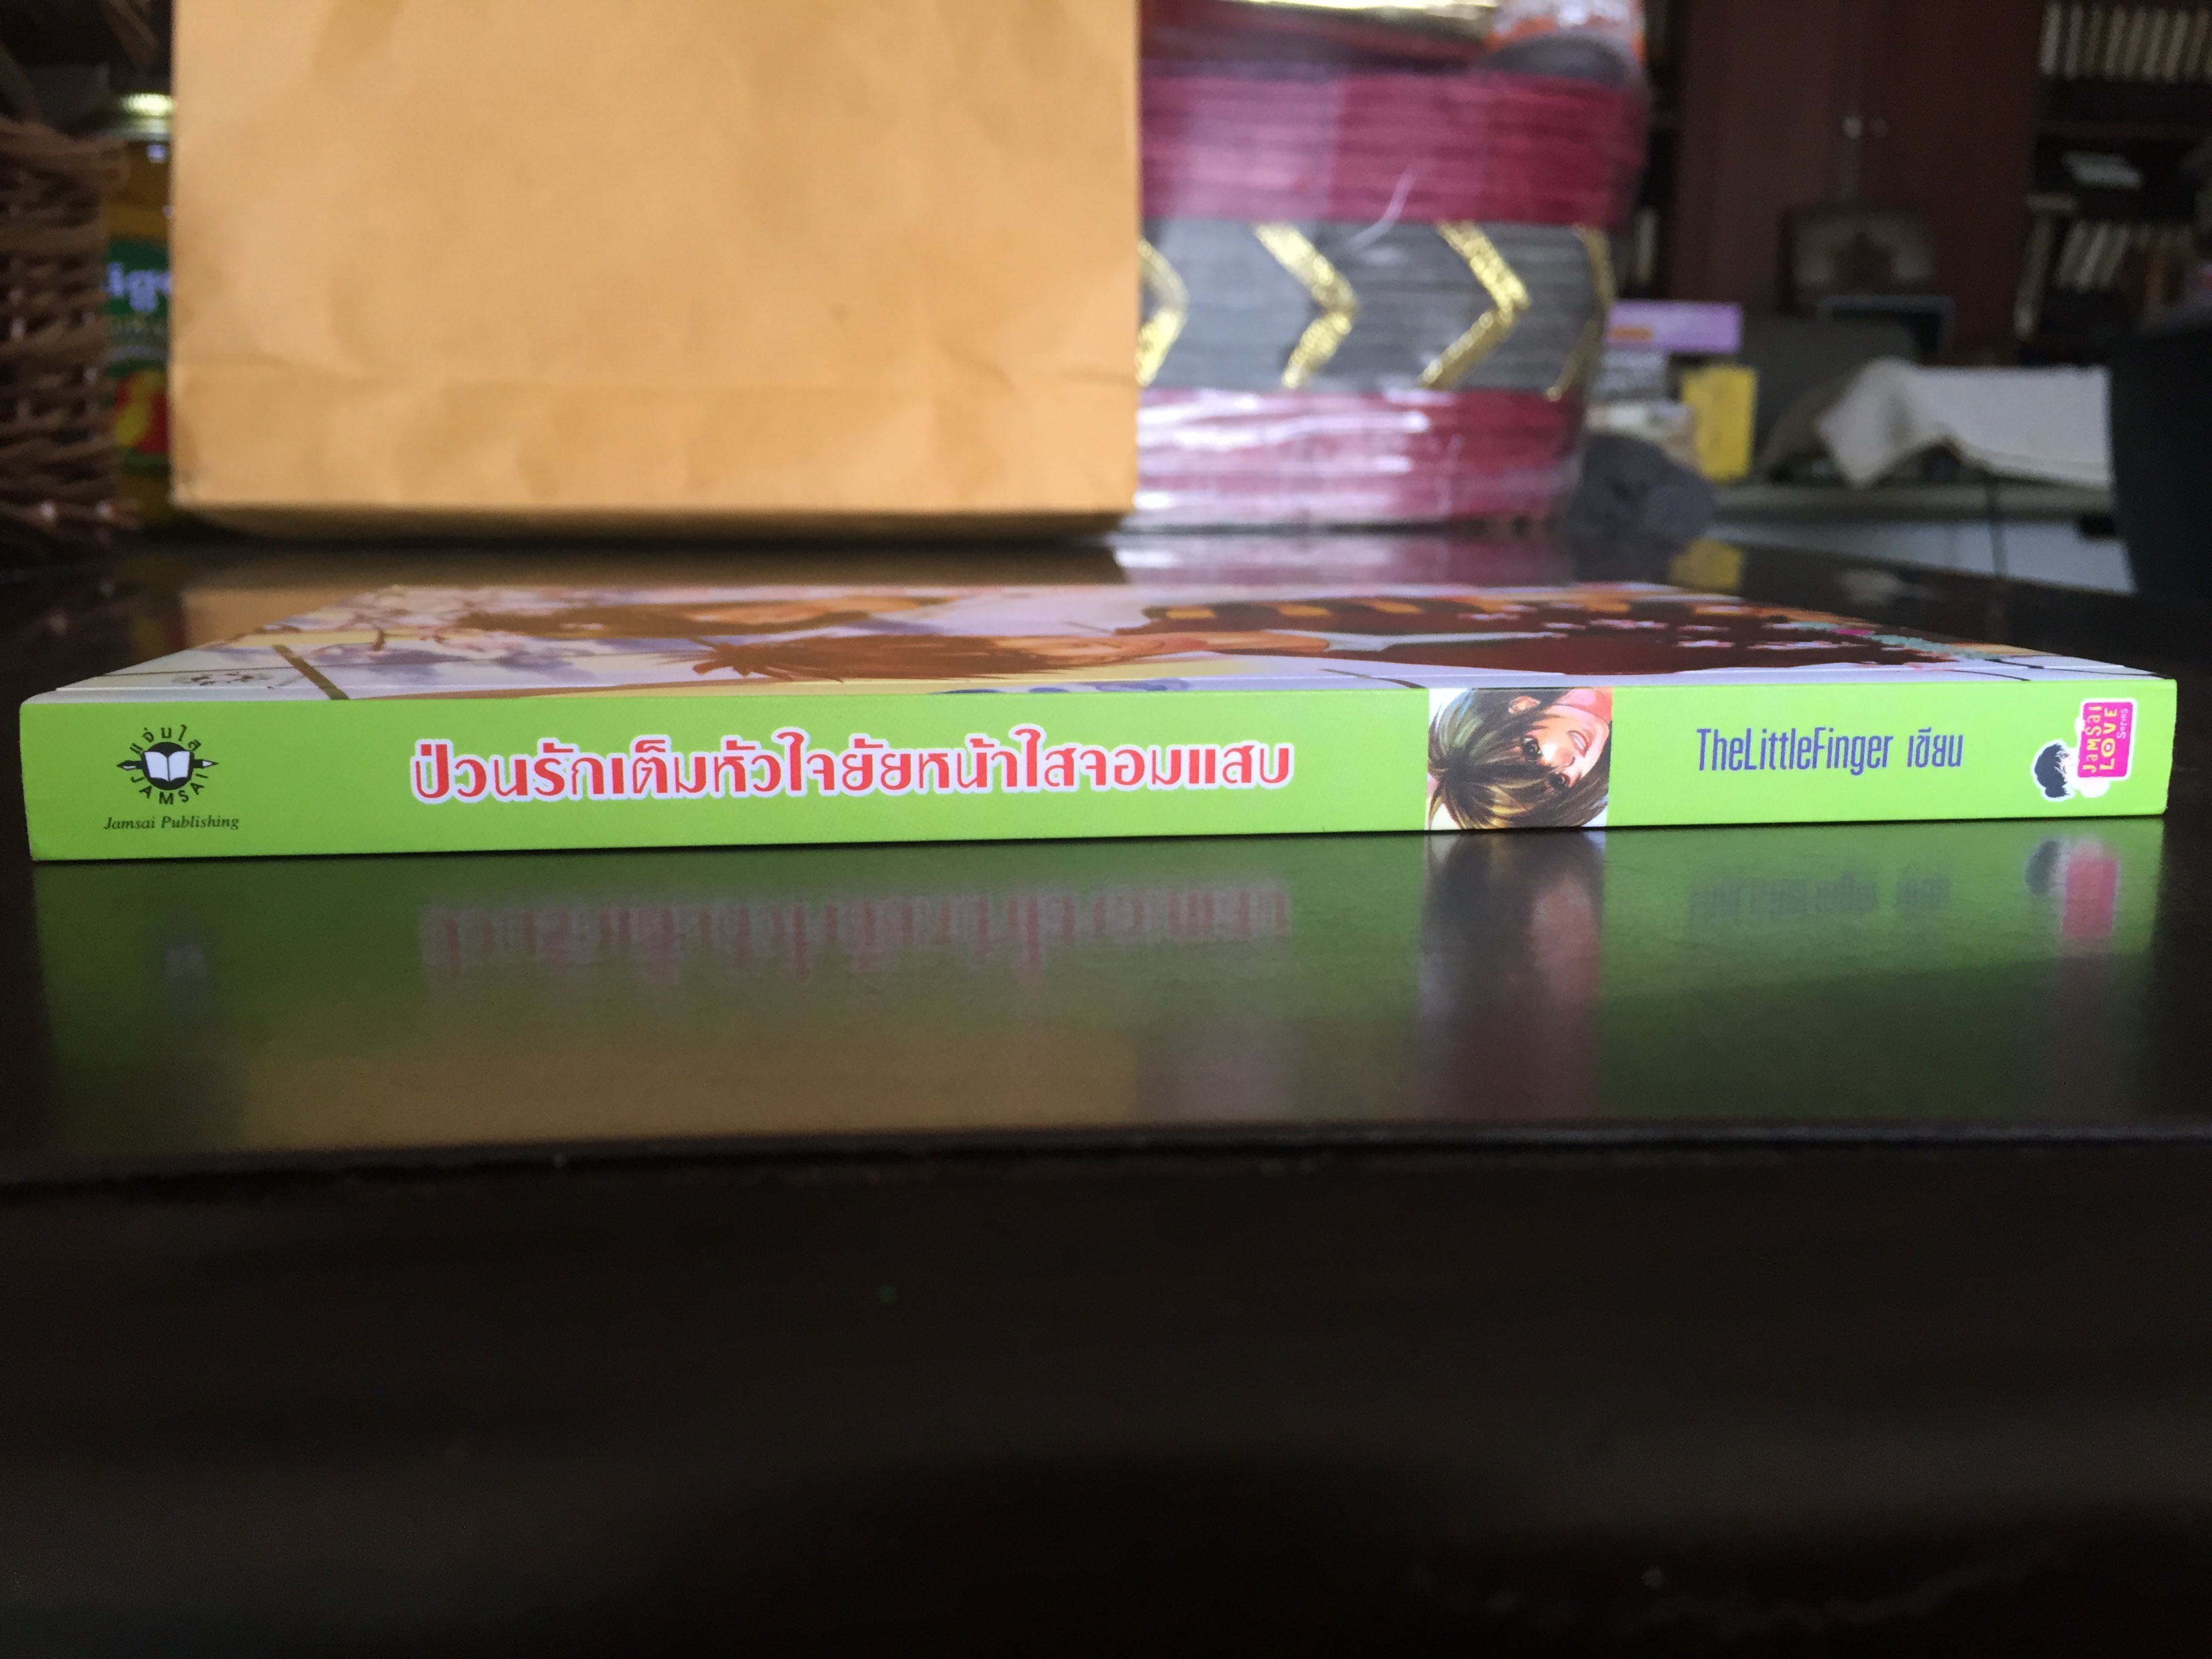 แจ่มใส
JAMSAI
Jamsai Publishing
ป่วนรักเต็มหัวใจยัยหน้าใสจอมแสบ
TheLittleFinger เขียน
Jamsai
LOVE
Series